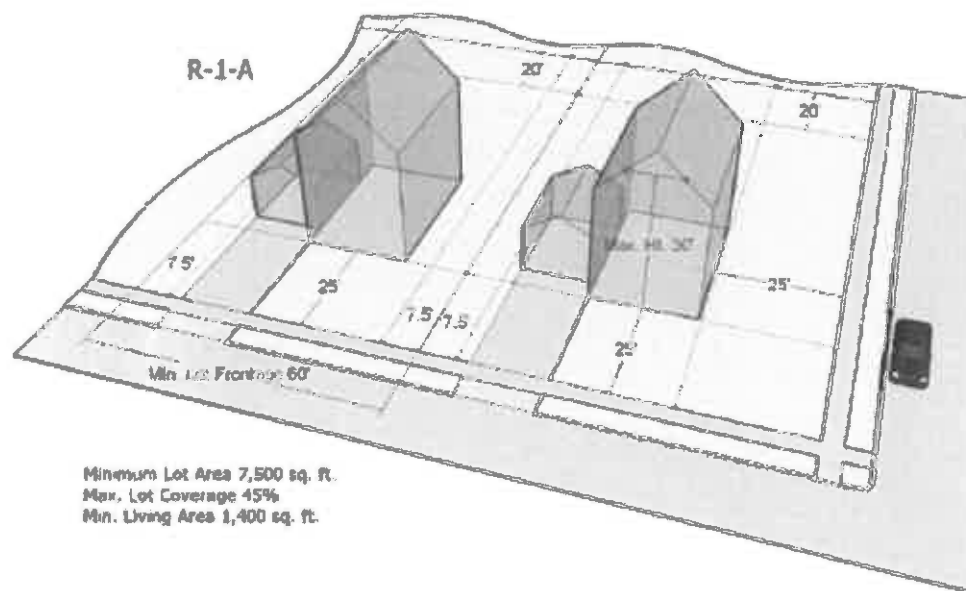 R-1-A
20'
20
7.5'
25'
7.5'
7.5'
Max. Ht. 30'
25'
25'
Min. Lot Frontage 60'
Minimum Lot Area 7,500 sq. ft.
Max. Lot Coverage 45%
Min. Living Area 1,400 sq. ft.